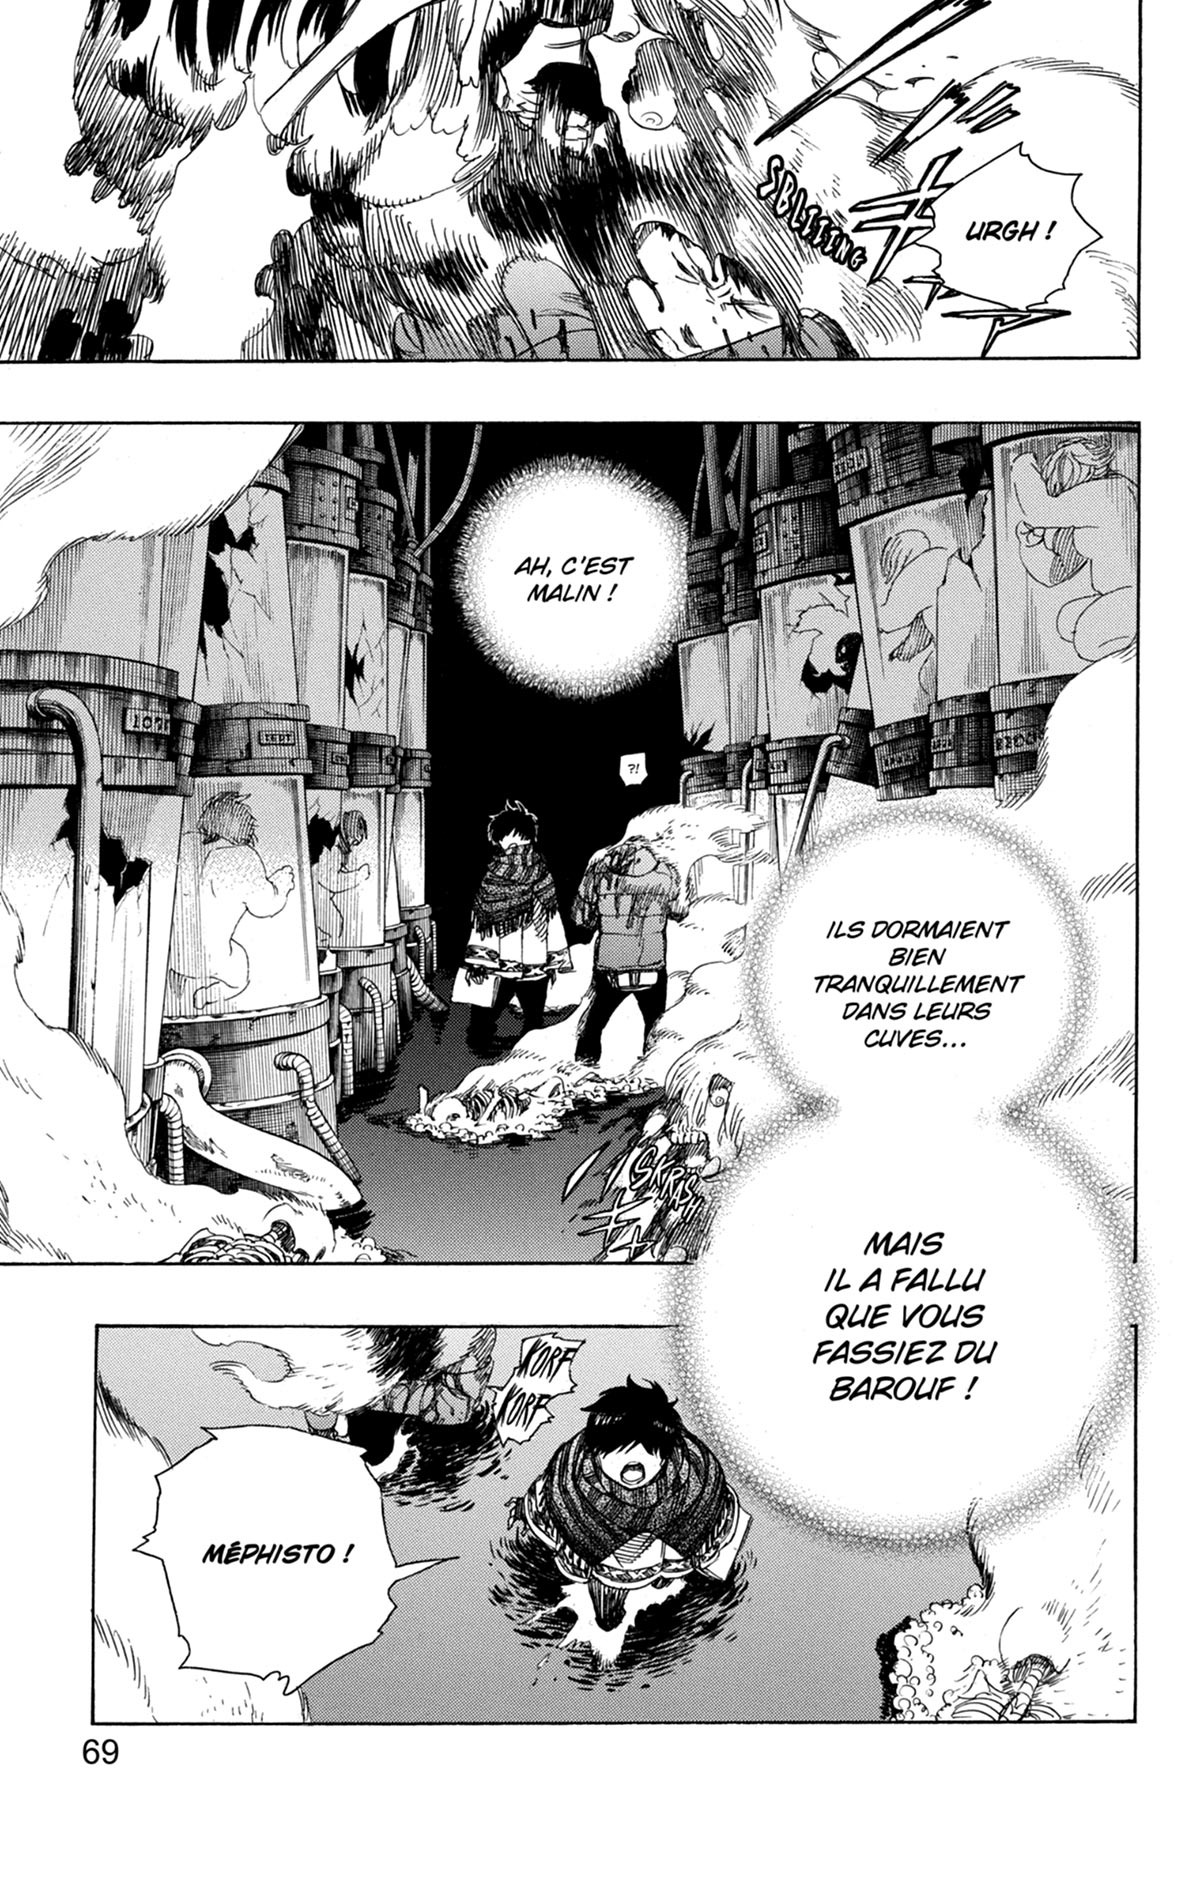 SBLIIING
URGH !
AH, C'EST
MALIN !
?!
ILS DORMAIENT
BIEN
TRANQUILLEMENT
DANS LEURS
CUVES...
MAIS
IL A FALLU
QUE VOUS
FASSIEZ DU
BAROUF !
KORF
KORF
MÉPHISTO !
69